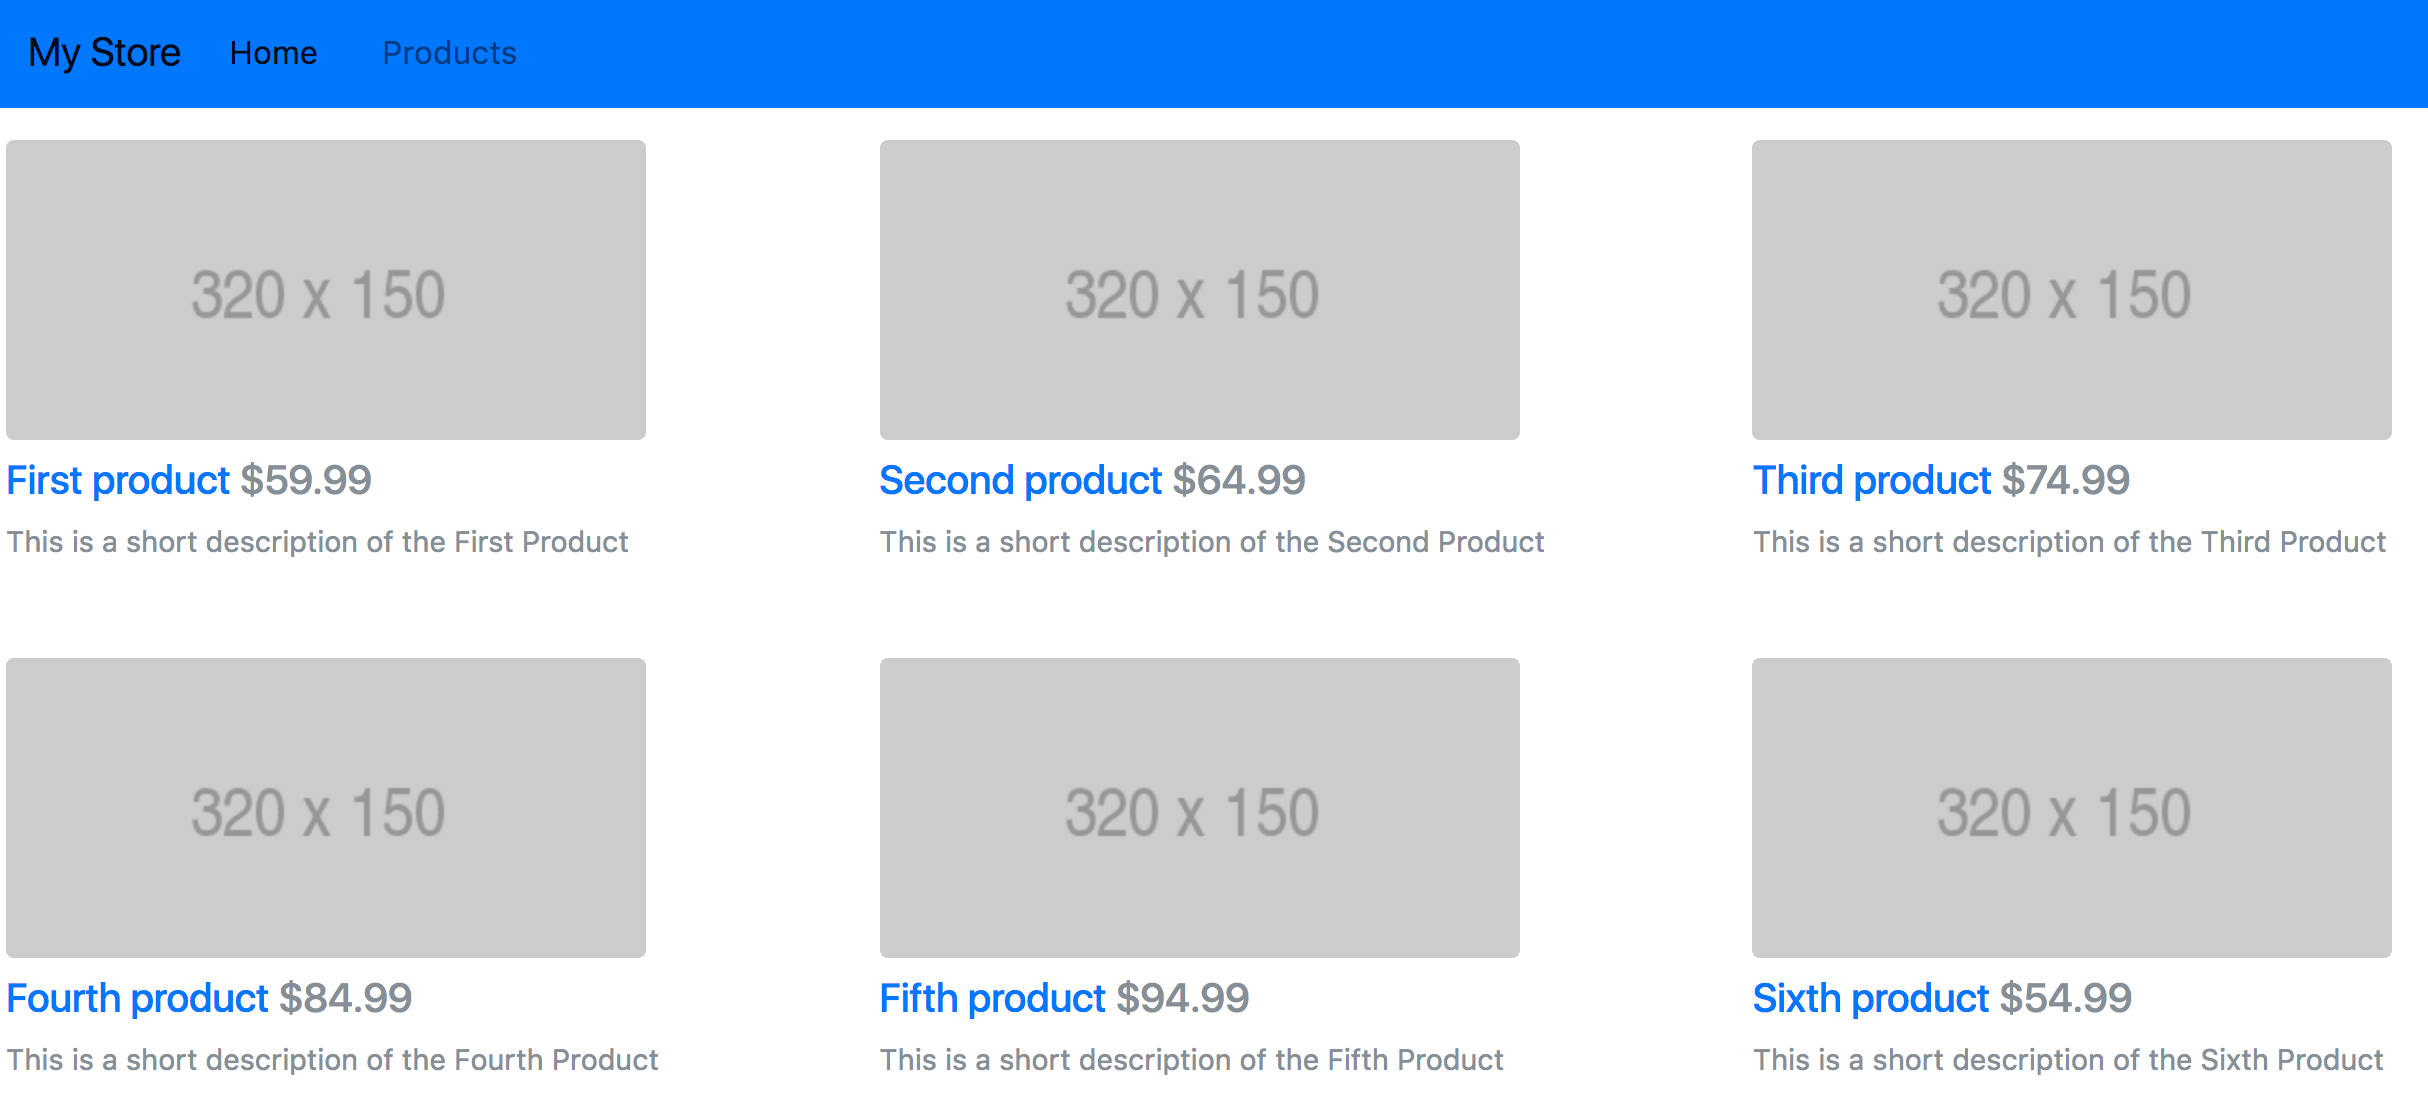 My Store Home Products
320 x 150 320 x 150 320 x 150
First product $59.99 Second product $64.99 Third product $74.99
This is a short description of the First Product This is a short description of the Second Product This is a short description of the Third Product
320 x 150 320 x 150 320 x 150
Fourth product $84.99 Fifth product $94.99 Sixth product $54.99
This is a short description of the Fourth Product This is a short description of the Fifth Product This is a short description of the Sixth Product